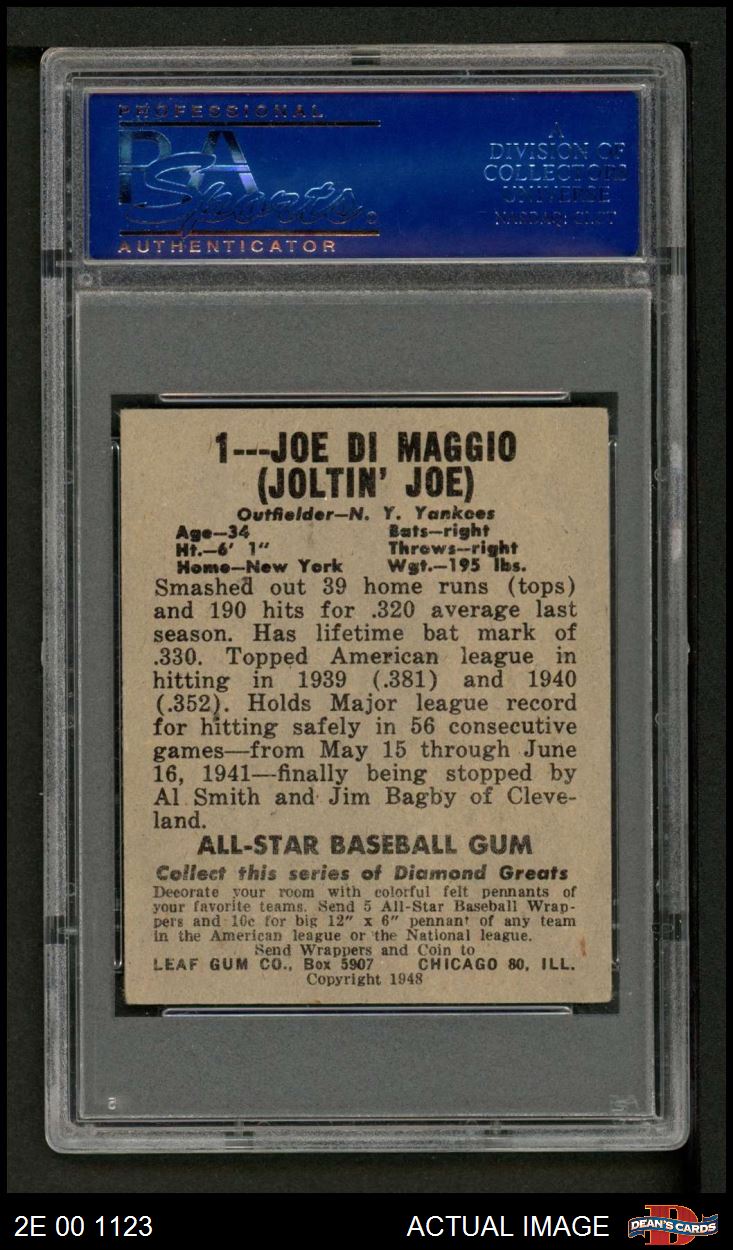 PROFESSIONAL
PSA
Sports
AUTHENTICATOR
A
DIVISION OF
COLLECTORS
UNIVERSE
NASDAQ: CLCT
1---JOE DI MAGGIO
(JOLTIN' JOE)
Outfielder—N. Y. Yankees
Age—34 Bats—right
Ht.—6' 1" Throws—right
Home—New York Wgt.—195 lbs.
Smashed out 39 home runs (tops)
and 190 hits for .320 average last
season. Has lifetime bat mark of
.330. Topped American league in
hitting in 1939 (.381) and 1940
(.352). Holds Major league record
for hitting safely in 56 consecutive
games—from May 15 through June
16, 1941—finally being stopped by
Al Smith and Jim Bagby of Cleve-
land.
ALL-STAR BASEBALL GUM
Collect this series of Diamond Greats
Decorate your room with colorful felt pennants of
your favorite teams. Send 5 All-Star Baseball Wrap-
pers and 10c for big 12" x 6" pennant of any team
in the American league or the National league.
Send Wrappers and Coin to
LEAF GUM CO., Box 5907 CHICAGO 80, ILL.
Copyright 1948
PSA
2E 00 1123
ACTUAL IMAGE
DEAN'S CARDS